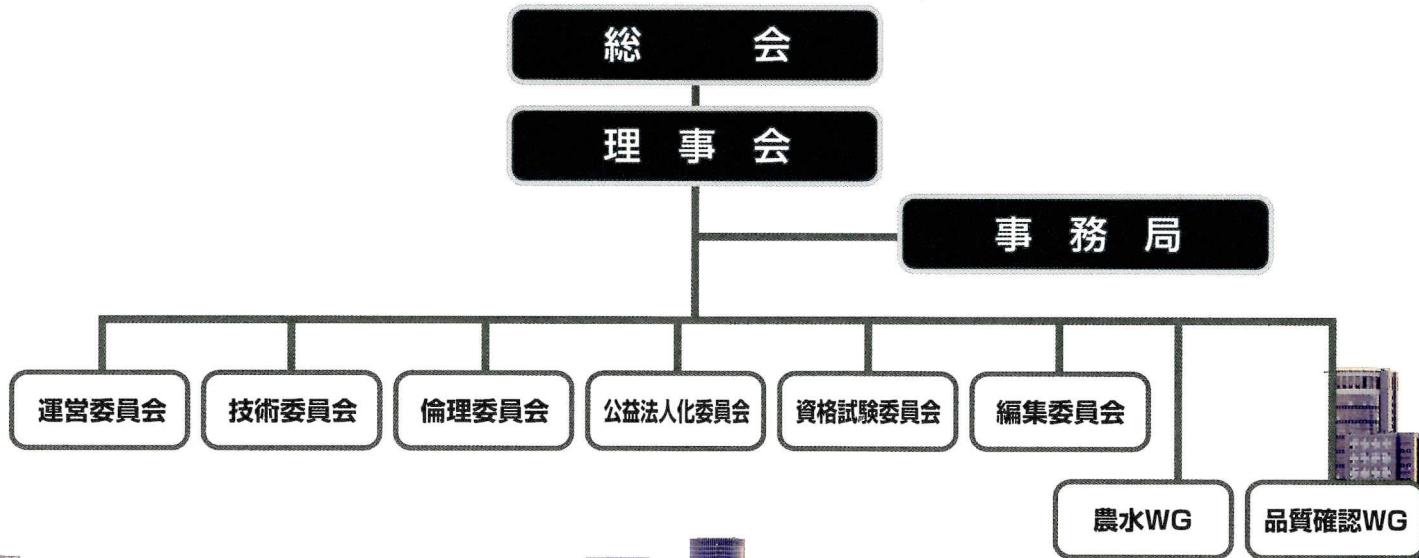 総会
理事会
事務局
運営委員会
技術委員会
倫理委員会
公益法人化委員会
資格試験委員会
編集委員会
農水WG
品質確認WG